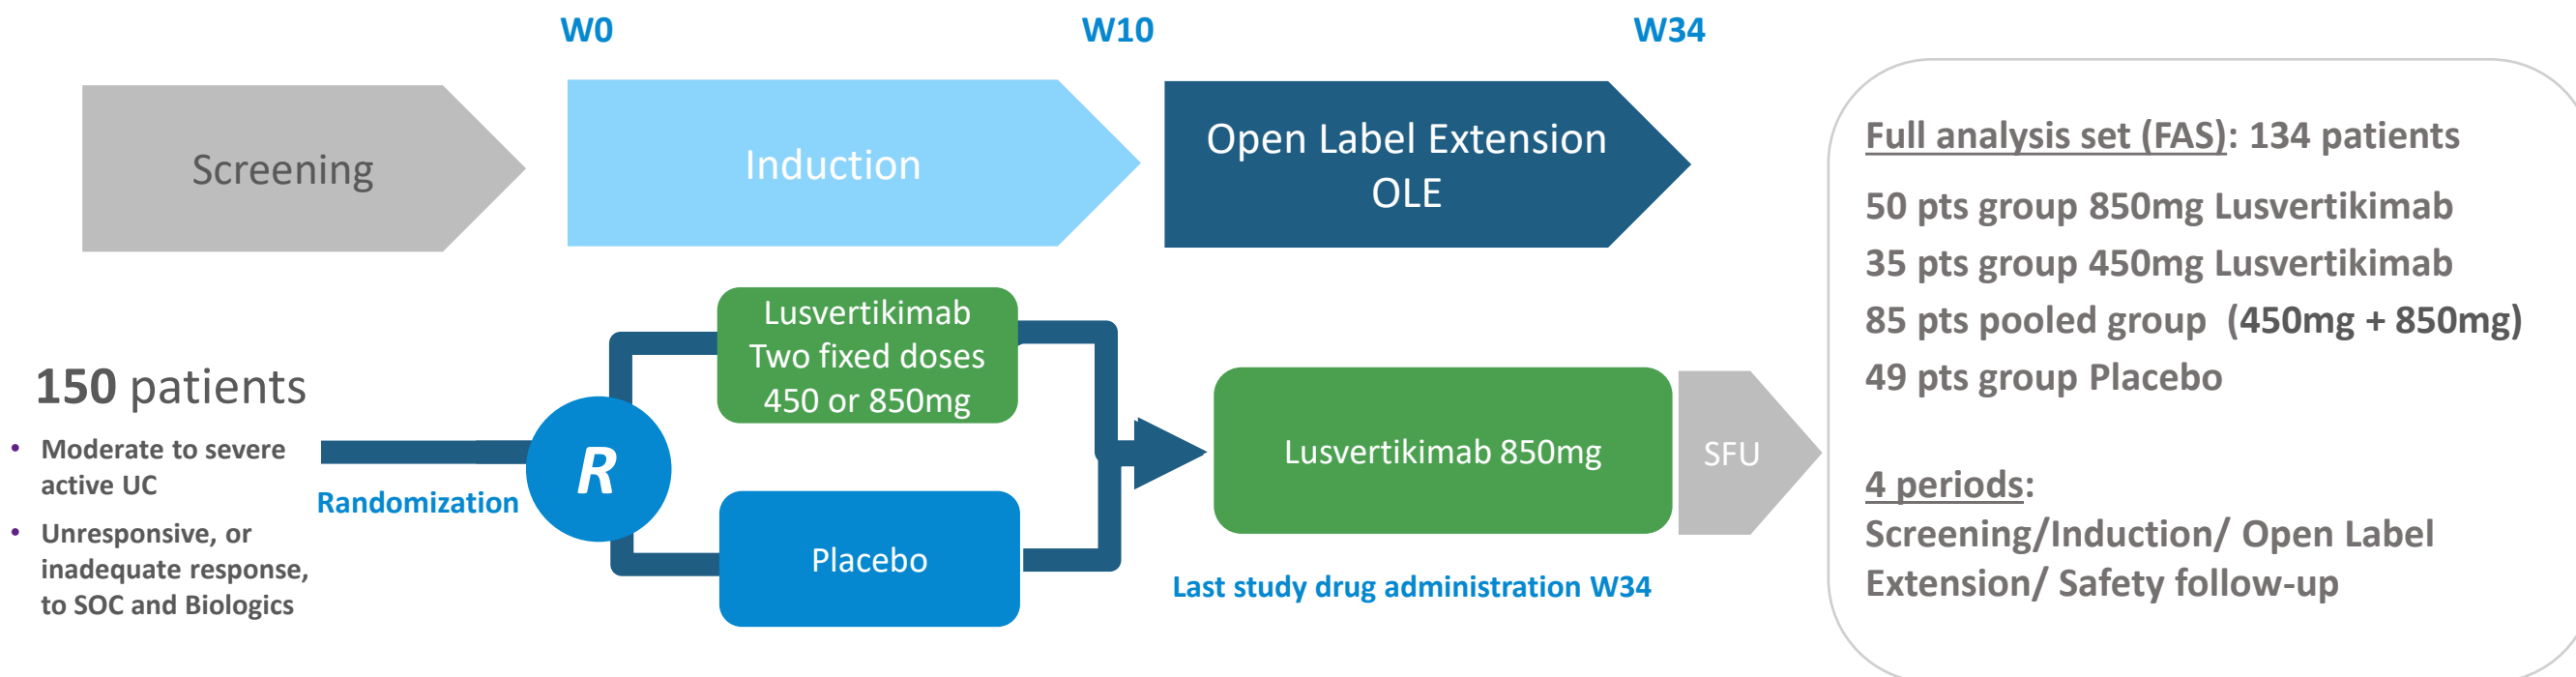 W0
W10
W34
Screening
Induction
Open Label Extension
OLE
150 patients
• Moderate to severe
active UC
• Unresponsive, or
inadequate response,
to SOC and Biologics
Randomization
R
Lusvertikimab
Two fixed doses
450 or 850mg
Placebo
Lusvertikimab 850mg
SFU
Last study drug administration W34
Full analysis set (FAS): 134 patients
50 pts group 850mg Lusvertikimab
35 pts group 450mg Lusvertikimab
85 pts pooled group (450mg + 850mg)
49 pts group Placebo
4 periods:
Screening/Induction/ Open Label
Extension/ Safety follow-up